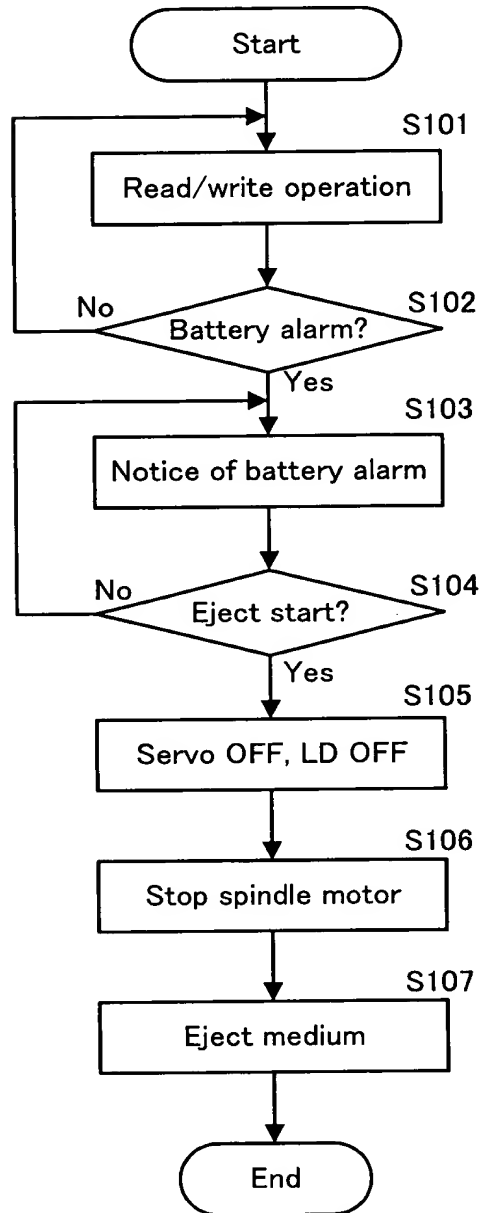 Start
S101
Read/write operation
No
S102
Battery alarm?
Yes
S103
Notice of battery alarm
No
S104
Eject start?
Yes
S105
Servo OFF, LD OFF
S106
Stop spindle motor
S107
Eject medium
End